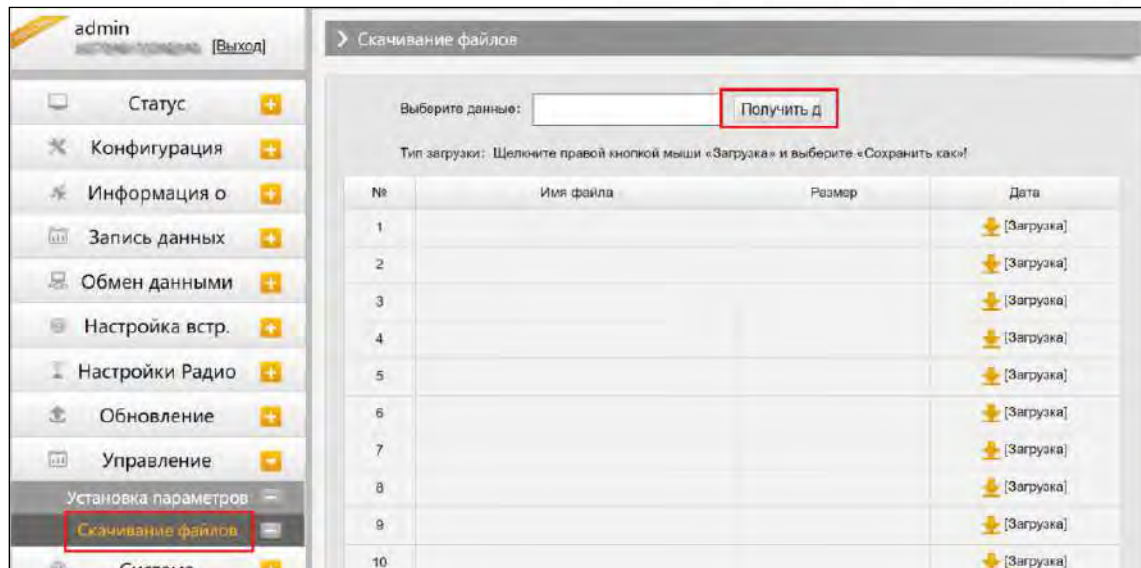 admin
[Выход]
Статус
Конфигурация
Информация о
Запись данных
Обмен данными
Настройка встр.
Настройки Радио
Обновление
Управление
Установка параметров
Скачивание файлов
Система
Скачивание файлов
Выберите данные:
Получить д
Тип загрузки: Щелкните правой кнопкой мыши «Загрузка» и выберите «Сохранить как»!
№ Имя файла Размер Дата
1 [Загрузка]
2 [Загрузка]
3 [Загрузка]
4 [Загрузка]
5 [Загрузка]
6 [Загрузка]
7 [Загрузка]
8 [Загрузка]
9 [Загрузка]
10 [Загрузка]